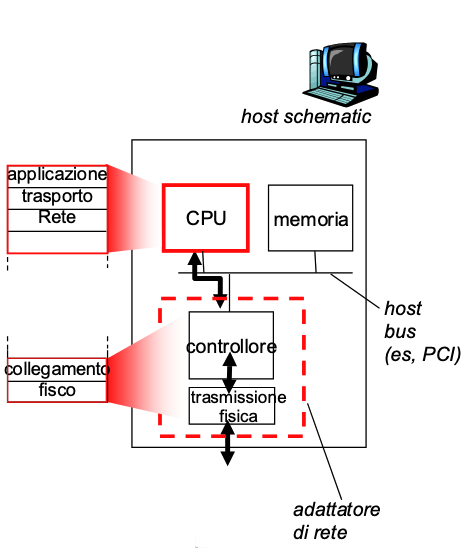 host schematic
applicazione
trasporto
Rete
CPU
memoria
host
bus
(es, PCI)
controllore
collegamento
fisco
trasmissione
fisica
adattatore
di rete